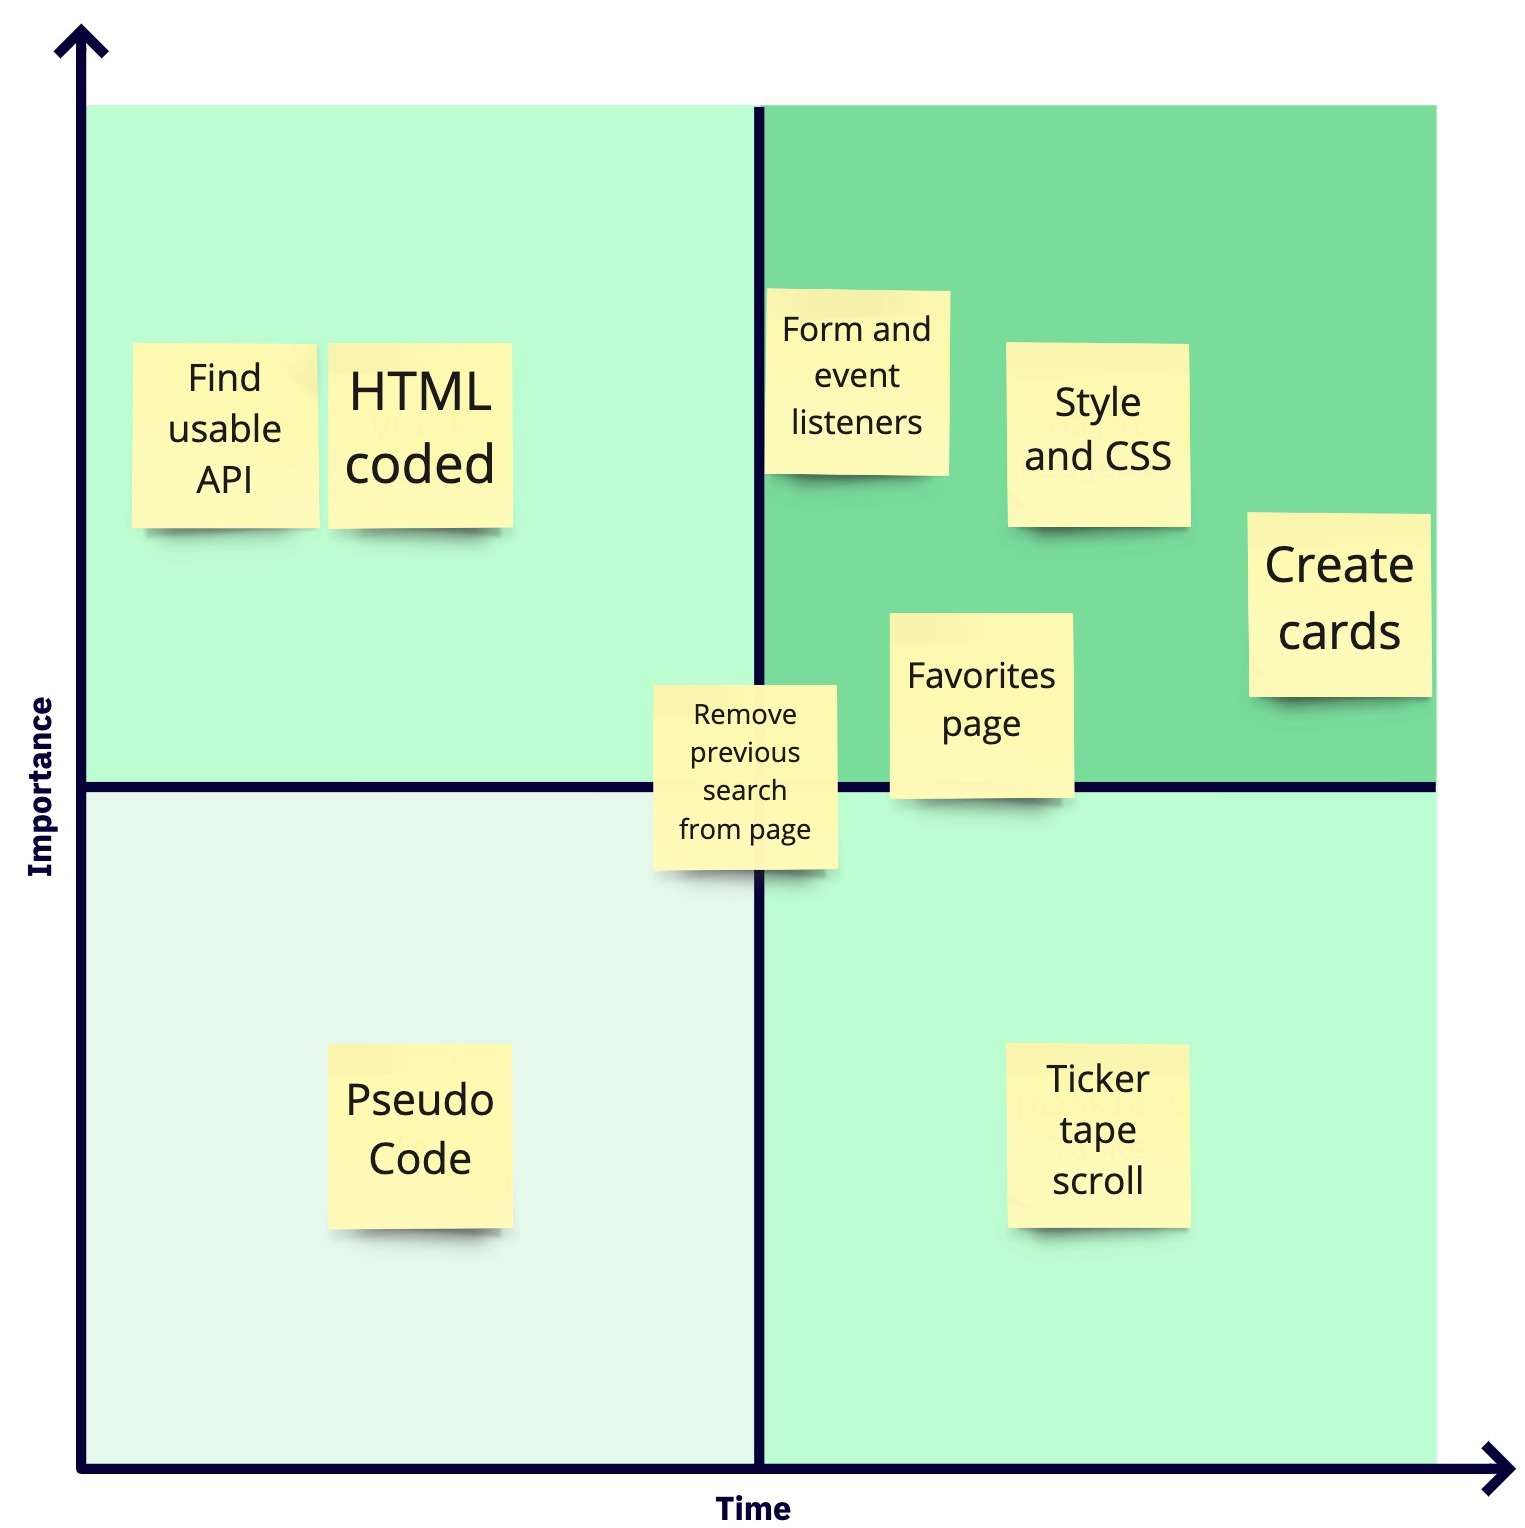 Find
usable
API
HTML
coded
Form and
event
listeners
Style
and CSS
Create
cards
Favorites
page
Remove
previous
search
from page
Importance
Pseudo
Code
Ticker
tape
scroll
Time